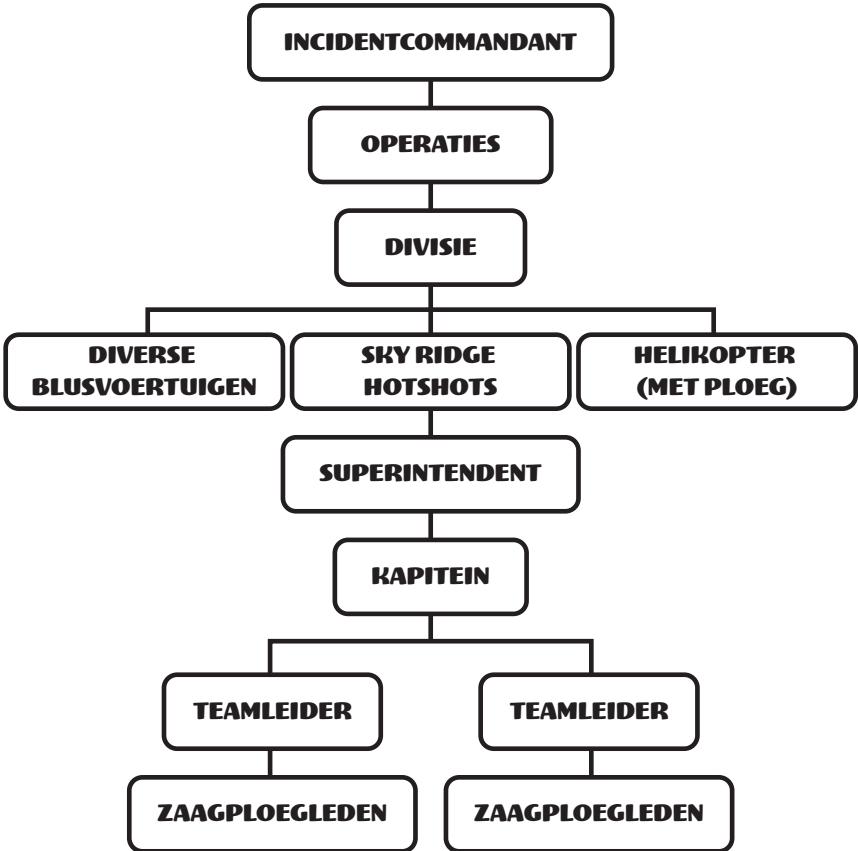 INCIDENTCOMMANDANT
OPERATIES
DIVISIE
DIVERSE
BLUSVOERTUIGEN
SKY RIDGE
HOTSHOTS
HELIKOPTER
(MET PLOEG)
SUPERINTENDENT
KAPITEIN
TEAMLEIDER
TEAMLEIDER
ZAAGPLOEGLEDEN
ZAAGPLOEGLEDEN